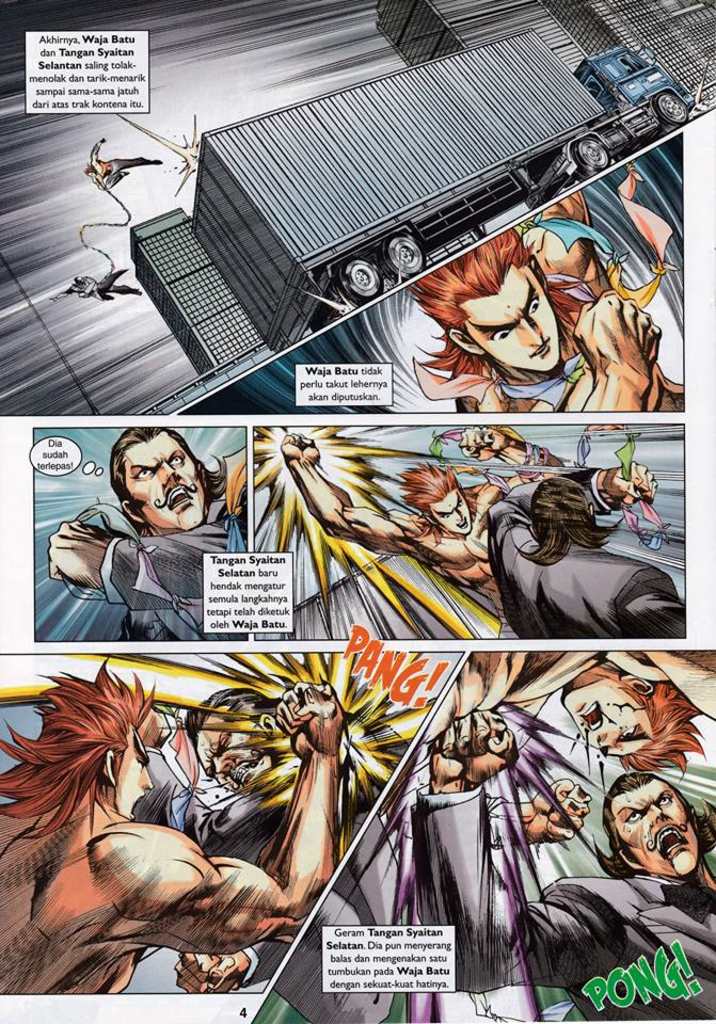 Akhirnya, Waja Batu
dan Tangan Syaitan
Selantan saling tolak-
menolak dan tarik-menarik
sampai sama-sama jatuh
dari atas trak kontena itu.
Waja Batu tidak
perlu takut lehernya
akan diputuskan.
Dia
sudah
terlepas!
Tangan Syaitan
Selatan baru
hendak mengatur
semula langkahnya
tetapi telah diketuk
oleh Waja Batu.
PANG!
Geram Tangan Syaitan
Selatan. Dia pun menyerang
balas dan mengenakan satu
tumbukan pada Waja Batu
dengan sekuat-kuat hatinya.
PONG!
4